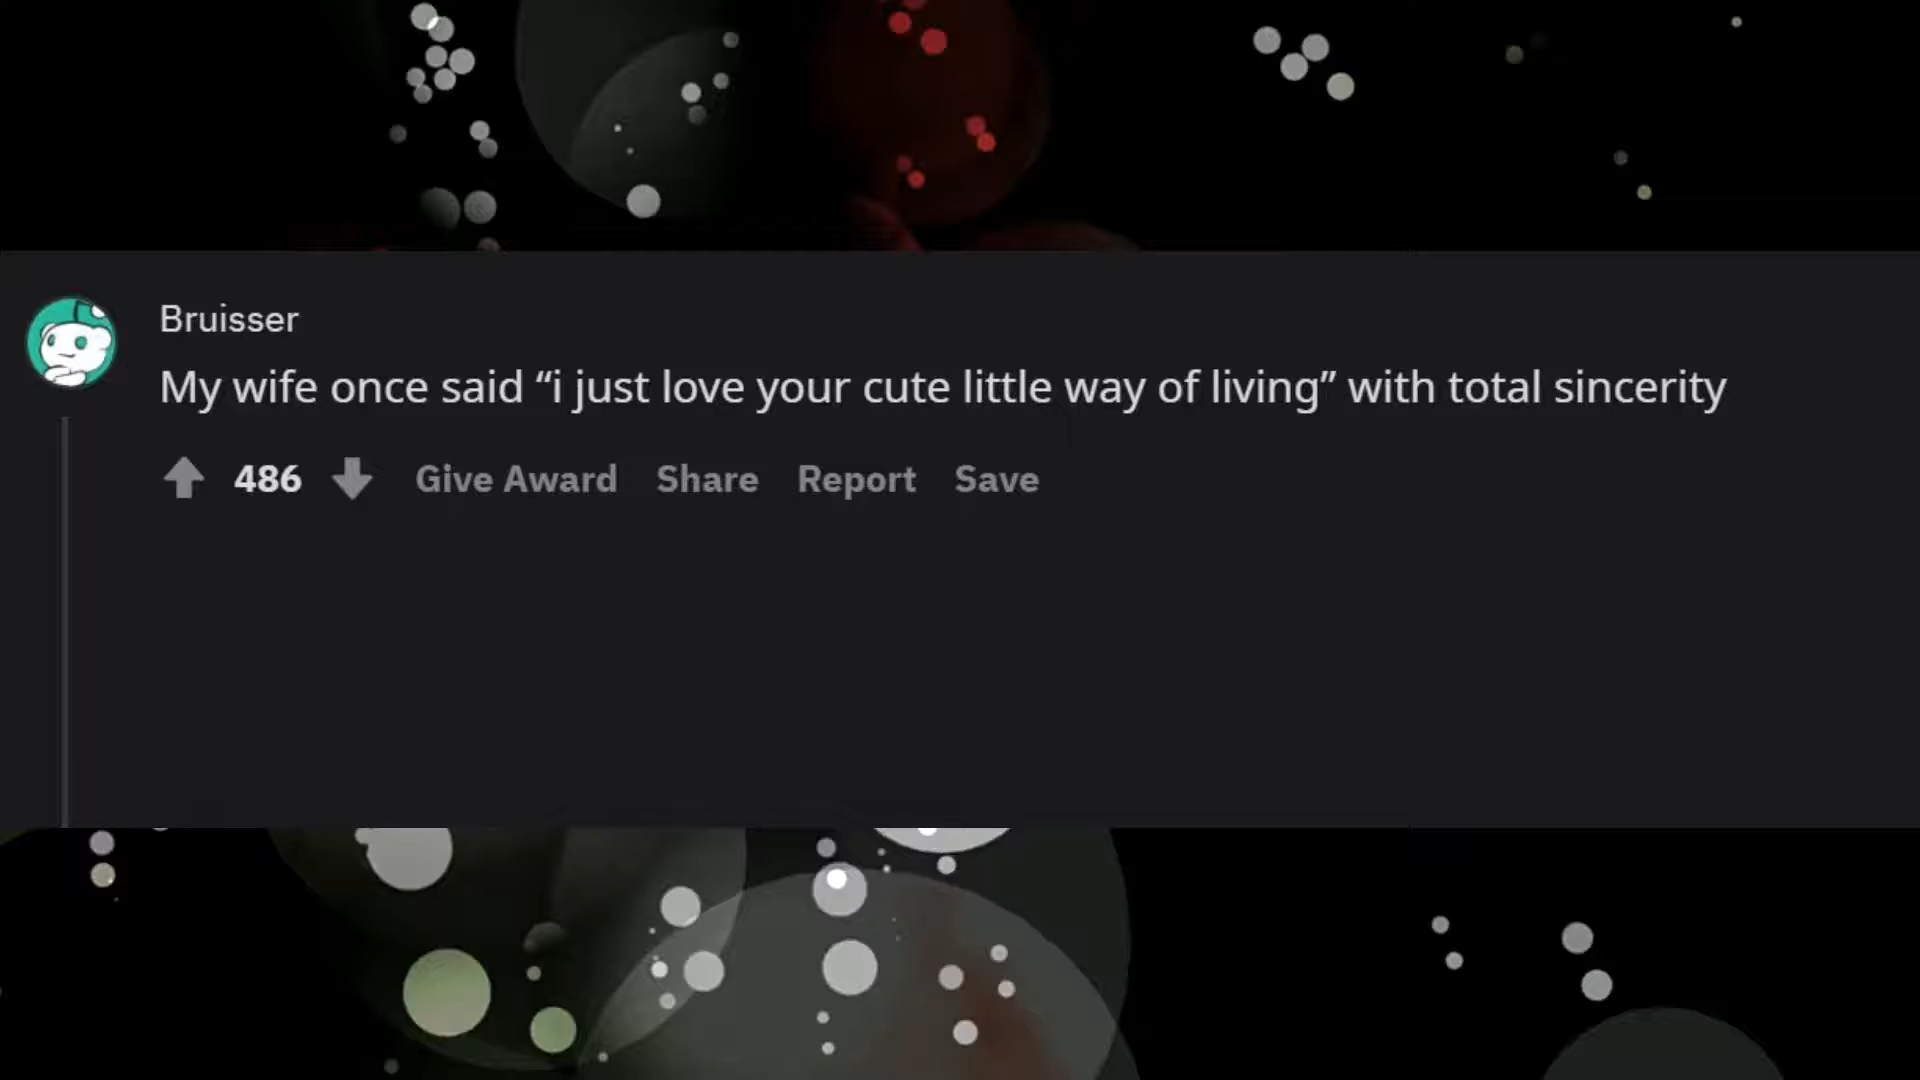 Bruisser
My wife once said “i just love your cute little way of living” with total sincerity
486 Give Award Share Report Save